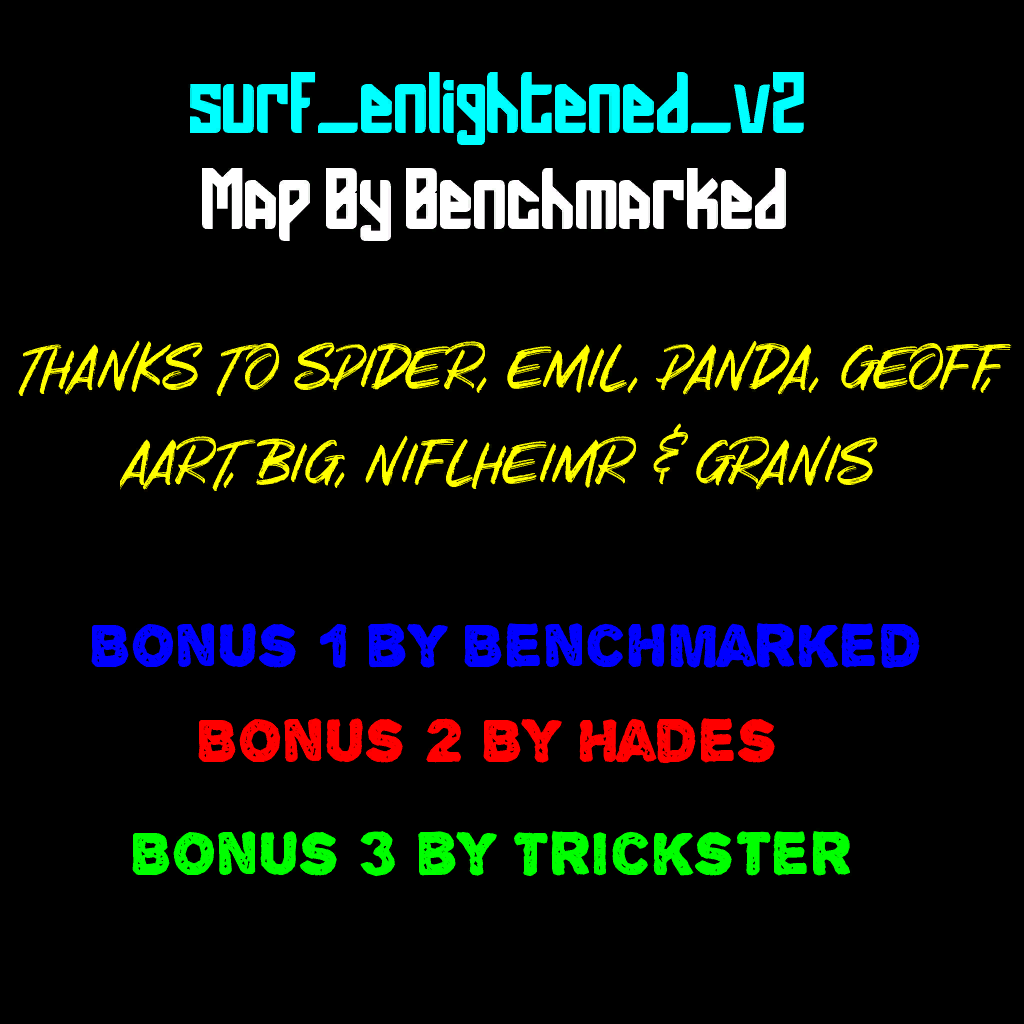 surf_enlightened_v2
Map By Benchmarked
THANKS TO SPIDER, EMIL, PANDA, GEOFF,
AART, BIG, NIFLHEIMR & GRANIS
BONUS 1 BY BENCHMARKED
BONUS 2 BY HADES
BONUS 3 BY TRICKSTER